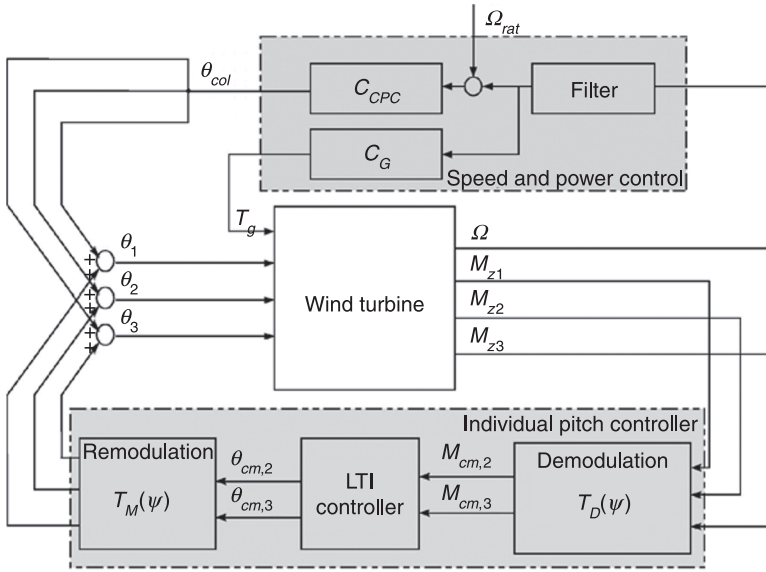 Ω_rat
θ_col
C_CPC
Filter
C_G
Speed and power control
T_g
θ_1
+
+
θ_2
+
+
θ_3
+
+
Wind turbine
Ω
M_z1
M_z2
M_z3
Individual pitch controller
Remodulation
T_M(ψ)
θ_cm,2
θ_cm,3
LTI
controller
M_cm,2
M_cm,3
Demodulation
T_D(ψ)